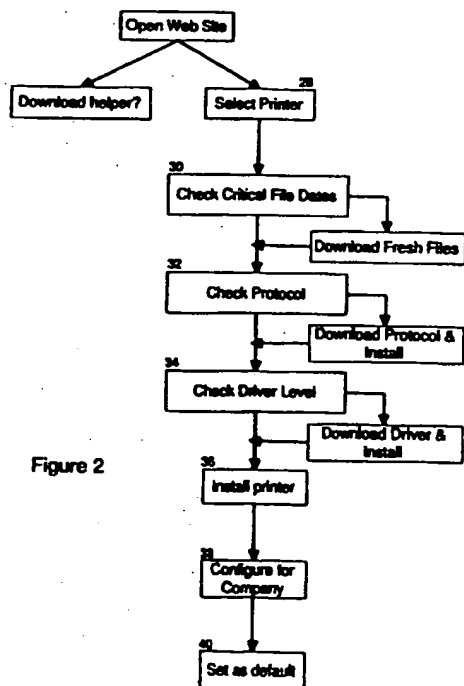 Open Web Site
Download helper?
28
Select Printer
30
Check Critical File Dates
Download Fresh Files
32
Check Protocol
Download Protocol &
Install
34
Check Driver Level
Download Driver &
Install
Figure 2
36
Install printer
38
Configure for
Company
40
Set as default